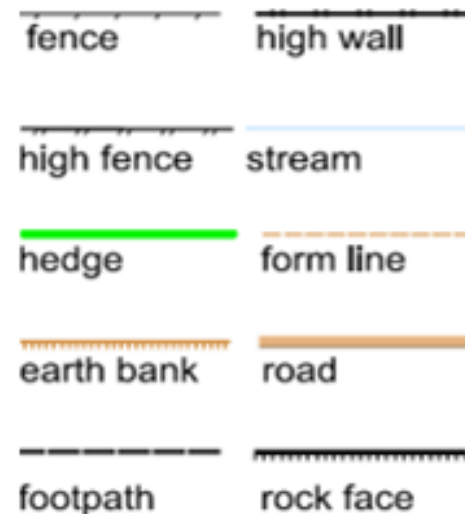 fence
high wall
high fence
stream
hedge
form line
earth bank
road
footpath
rock face